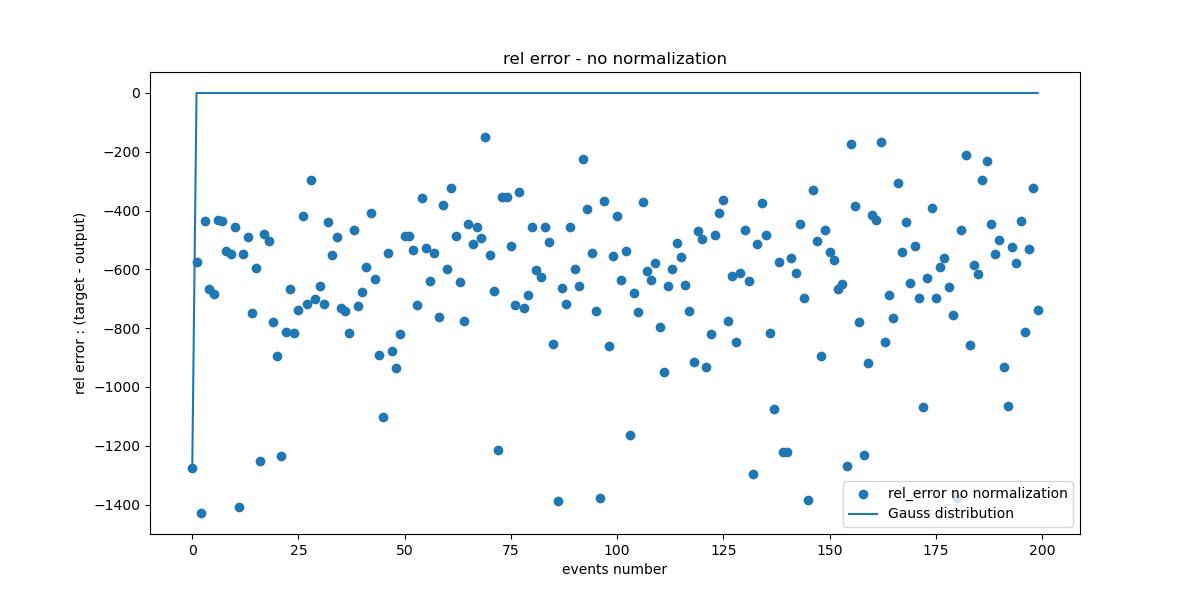 rel error - no normalization
rel error : (target - output)
0
−200
−400
−600
−800
−1000
−1200
−1400
rel_error no normalization
Gauss distribution
0 25 50 75 100 125 150 175 200
events number